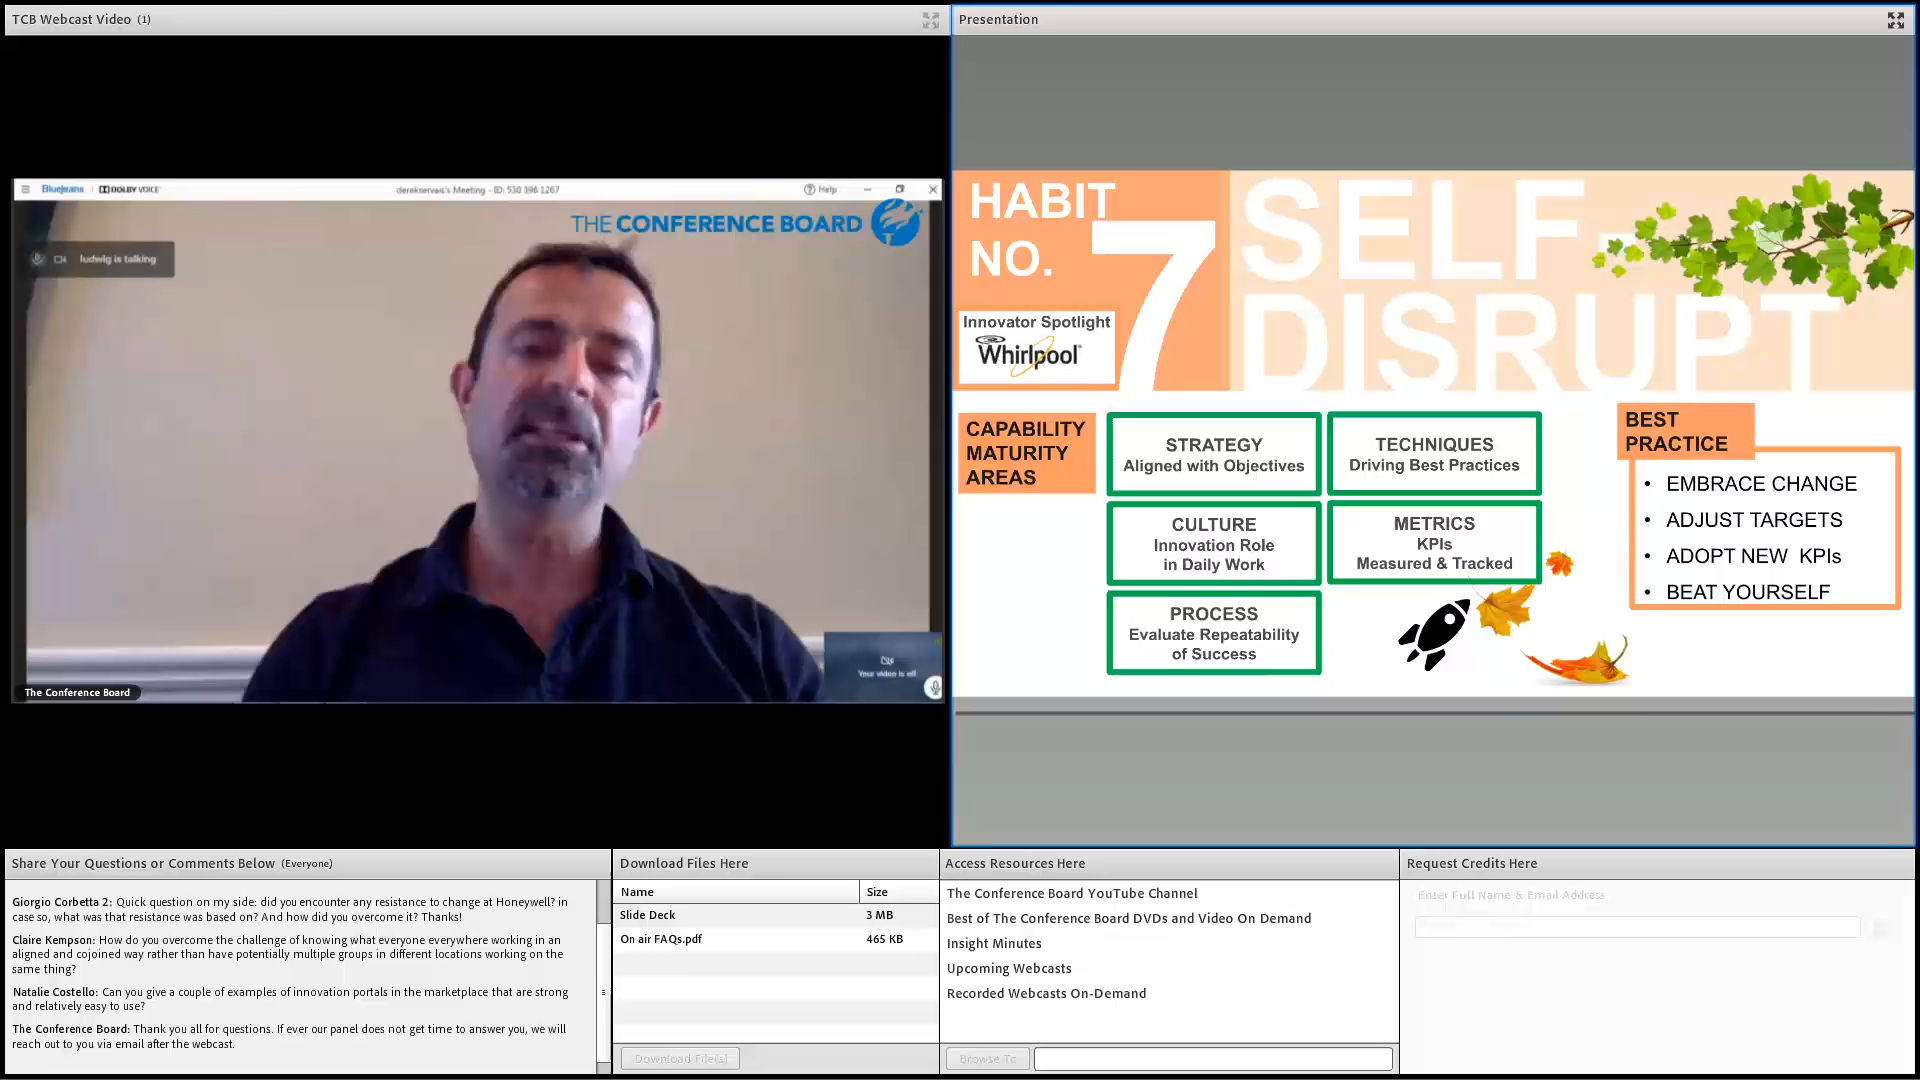 TCB Webcast Video (1)
BlueJeans | DOLBY VOICE
derekservais's Meeting - ID: 530 396 1267
Help
THE CONFERENCE BOARD
ludwig is talking
Your video is off
The Conference Board
Presentation
HABIT
NO.
7
SELF-
DISRUPT
Innovator Spotlight
Whirlpool
CAPABILITY
MATURITY
AREAS
STRATEGY
Aligned with Objectives
TECHNIQUES
Driving Best Practices
CULTURE
Innovation Role
in Daily Work
METRICS
KPIs
Measured & Tracked
PROCESS
Evaluate Repeatability
of Success
BEST
PRACTICE
• EMBRACE CHANGE
• ADJUST TARGETS
• ADOPT NEW KPIs
• BEAT YOURSELF
Share Your Questions or Comments Below (Everyone)
Giorgio Corbetta 2: Quick question on my side: did you encounter any resistance to change at Honeywell? in
case so, what was that resistance was based on? And how did you overcome it? Thanks!
Claire Kempson: How do you overcome the challenge of knowing what everyone everywhere working in an
aligned and cojoined way rather than have potentially multiple groups in different locations working on the
same thing?
Natalie Costello: Can you give a couple of examples of innovation portals in the marketplace that are strong
and relatively easy to use?
The Conference Board: Thank you all for questions. If ever our panel does not get time to answer you, we will
reach out to you via email after the webcast.
Download Files Here
Name Size
Slide Deck 3 MB
On air FAQs.pdf 465 KB
Download File(s)
Access Resources Here
The Conference Board YouTube Channel
Best of The Conference Board DVDs and Video On Demand
Insight Minutes
Upcoming Webcasts
Recorded Webcasts On-Demand
Browse To
Request Credits Here
Enter Full Name & Email Address